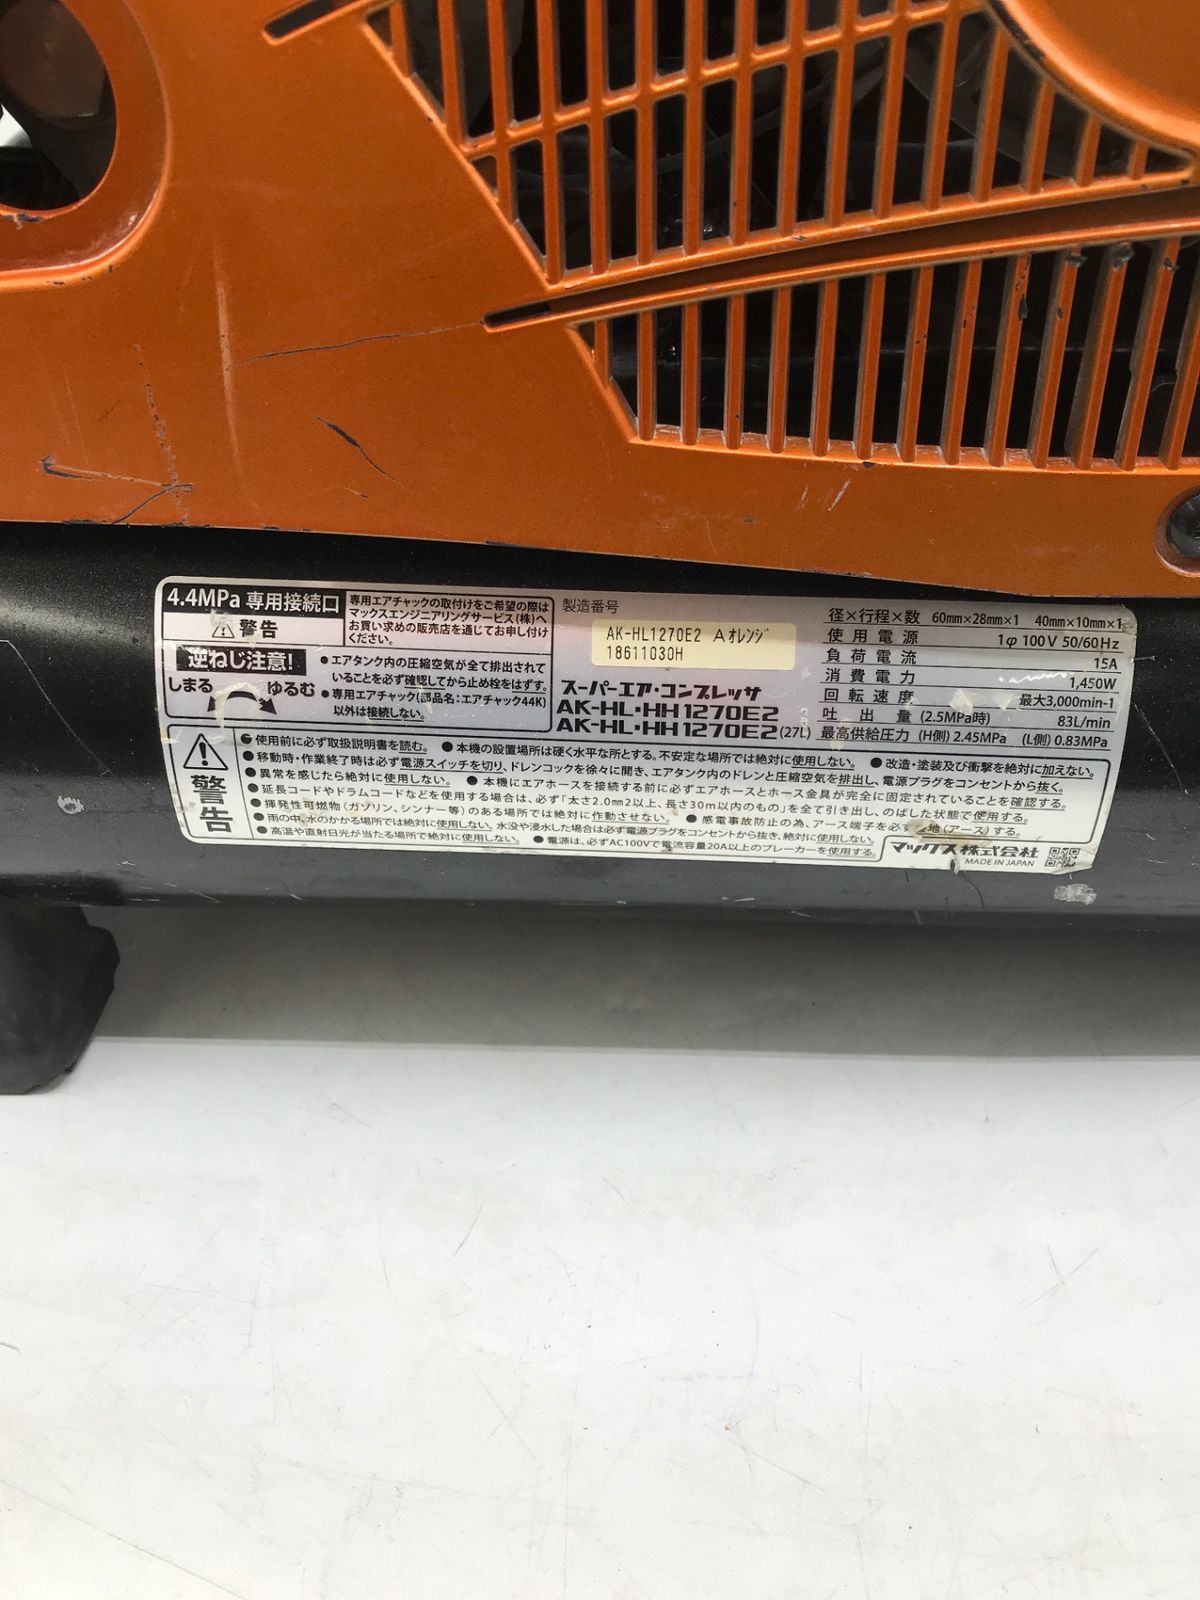 4.4MPa 専用接続口
警告
専用エアチャックの取付けをご希望の際は
マックスエンジニアリングサービス(株)へ
お買い求めの販売店を通じてお申し付け
ください。
逆ねじ注意!
しまる ゆるむ
●エアタンク内の圧縮空気が全て排出されて
いることを必ず確認してから止め栓をはずす。
●専用エアチャック(部品名:エアチャック44K)
以外は接続しない。
製造番号
AK-HL1270E2 Aオレンジ
18611030H
スーパーエア・コンプレッサ
AK-HL・HH1270E2
AK-HL・HH1270E2(27L)
径×行程×数 60mm×28mm×1 40mm×10mm×1
使用電源 1φ 100V 50/60Hz
負荷電流 15A
消費電力 1,450W
回転速度 最大3,000min-1
吐出量(2.5MPa時) 83L/min
最高供給圧力 (H側) 2.45MPa (L側) 0.83MPa
警告
●使用前に必ず取扱説明書を読む。 ●本機の設置場所は硬く水平な所とする。不安定な場所では絶対に使用しない。 ●改造・塗装及び衝撃を絶対に加えない。
●移動時・作業終了時は必ず電源スイッチを切り、ドレンコックを徐々に開き、エアタンク内のドレンと圧縮空気を排出し、電源プラグをコンセントから抜く。
●異常を感じたら絶対に使用しない。 ●本機にエアホースを接続する前に必ずエアホースとホース金具が完全に固定されていることを確認する。
●延長コードやドラムコードなどを使用する場合は、必ず「太さ2.0mm2以上、長さ30m以内のもの」を全て引き出し、のばした状態で使用する。
●揮発性可燃物(ガソリン、シンナー等)のある場所では絶対に作動させない。 ●感電事故防止の為、アース端子を必ず地(アース)する。
●雨の中、水のかかる場所では絶対に使用しない。水没や浸水した場合は必ず電源プラグをコンセントから抜き、絶対に使用しない。
●高温や直射日光が当たる場所で絶対に使用しない。 ●電源は、必ずAC100Vで電流容量20A以上のブレーカーを使用する。
マックス株式会社
MADE IN JAPAN